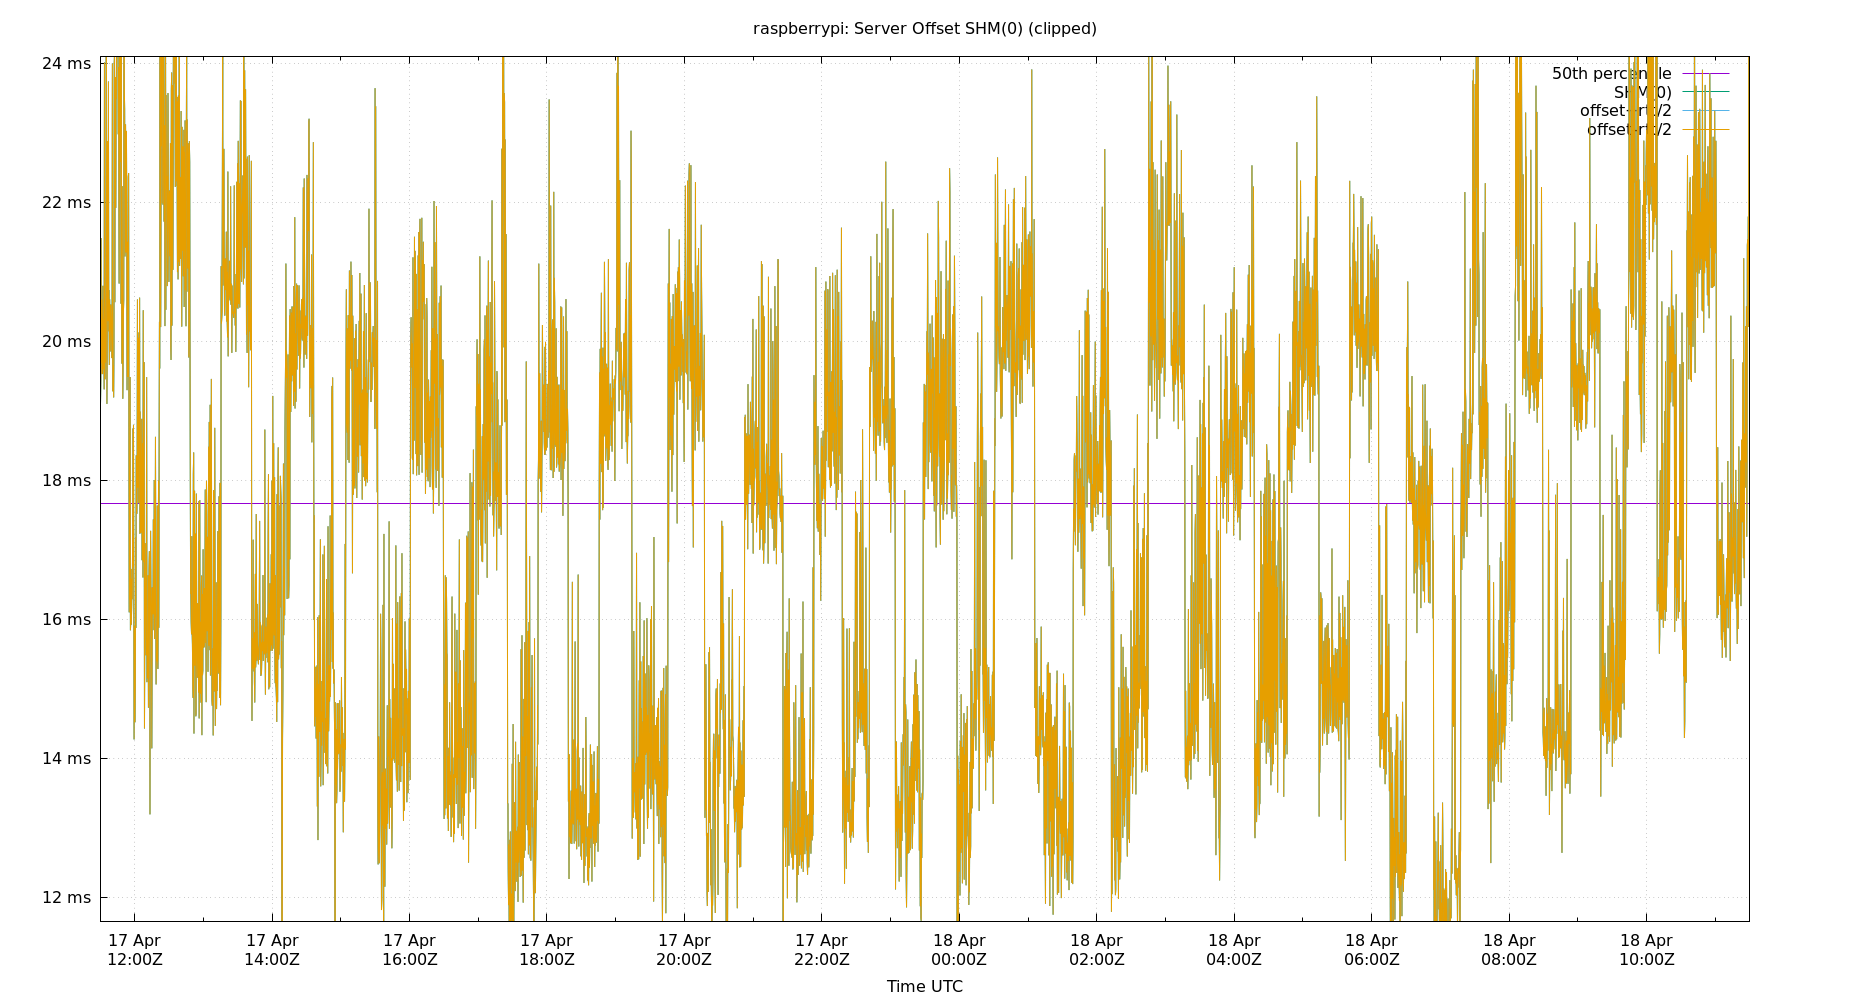 raspberrypi: Server Offset SHM(0) (clipped)
24 ms
22 ms
20 ms
18 ms
16 ms
14 ms
12 ms
50th percentile
SHM(0)
offset-rtt/2
17 Apr 12:00Z
17 Apr 14:00Z
17 Apr 16:00Z
17 Apr 18:00Z
17 Apr 20:00Z
17 Apr 22:00Z
18 Apr 00:00Z
18 Apr 02:00Z
18 Apr 04:00Z
18 Apr 06:00Z
18 Apr 08:00Z
18 Apr 10:00Z
Time UTC